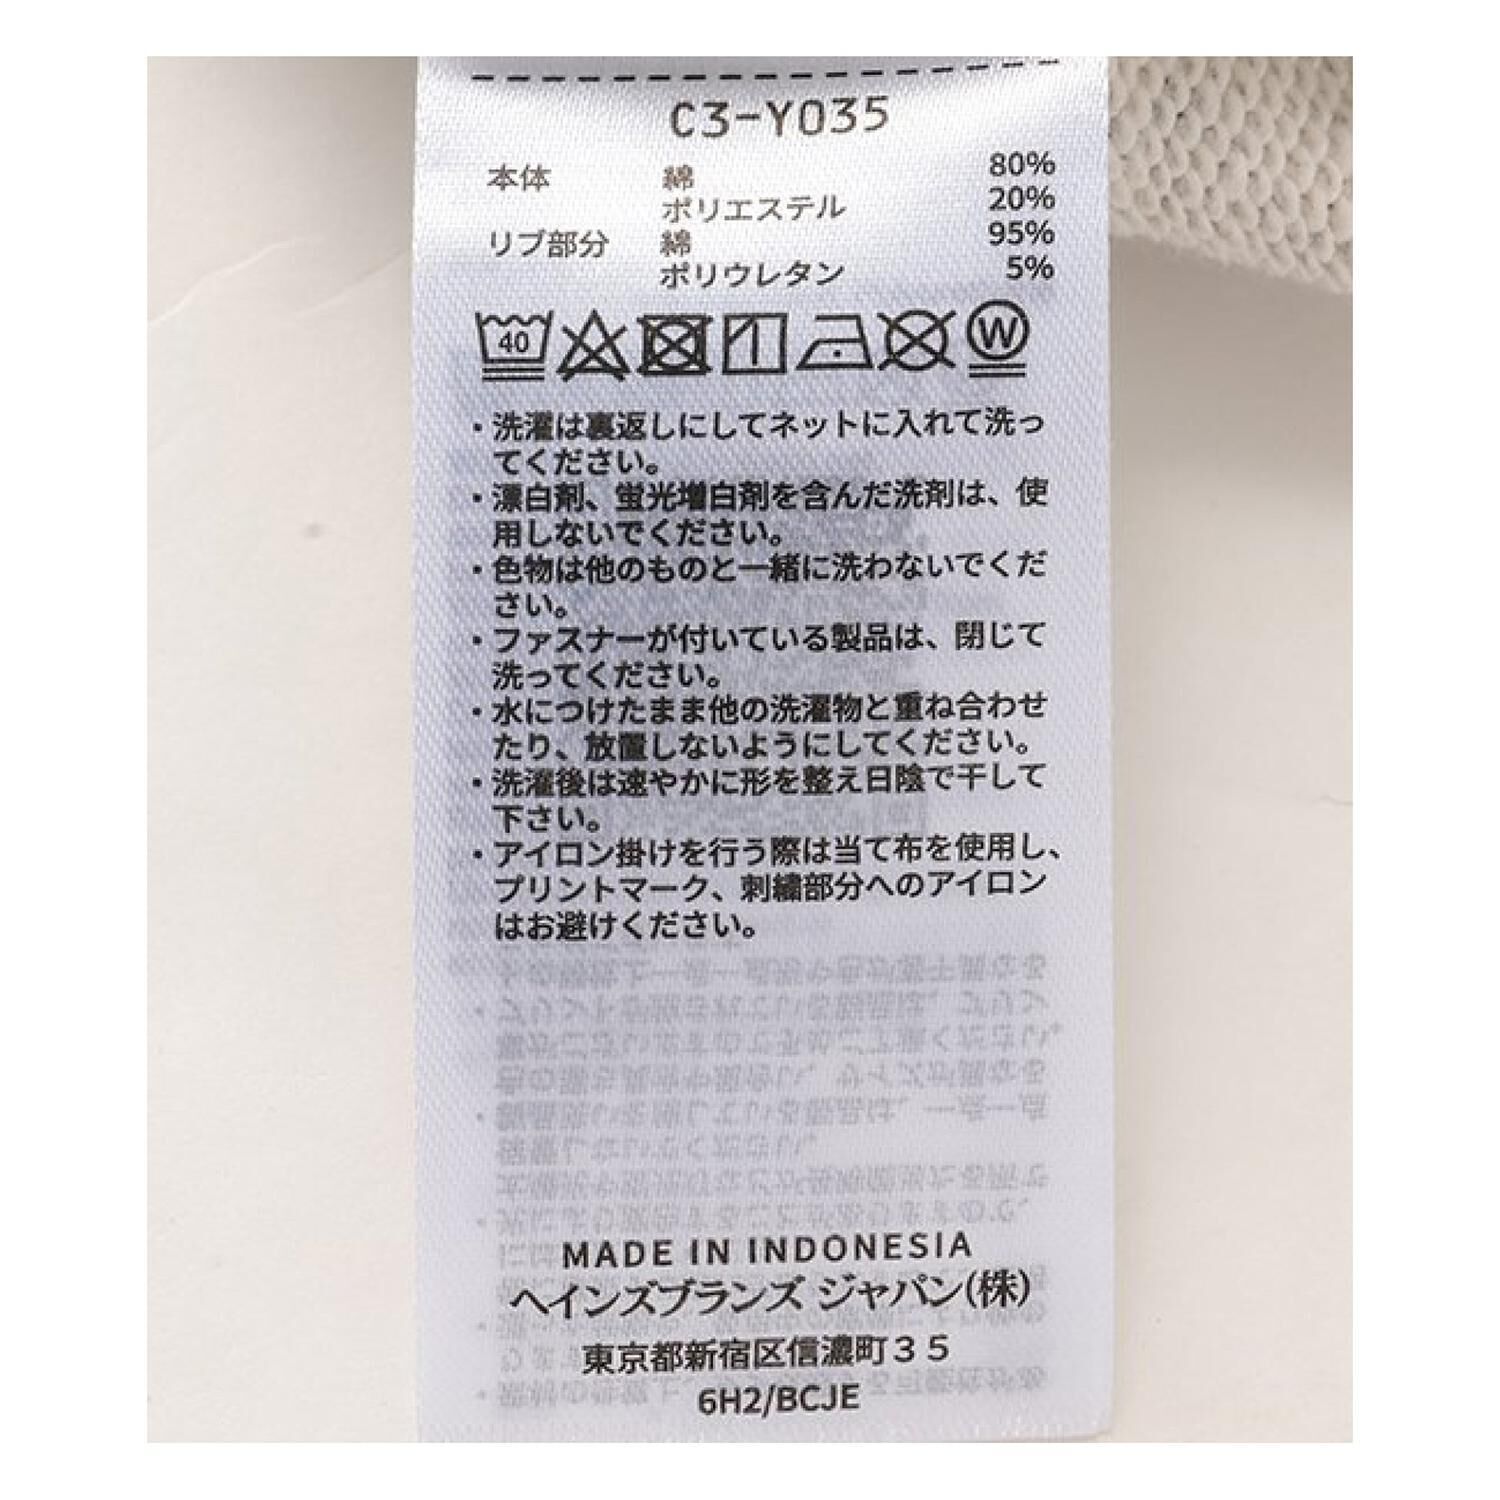 C3-Y035
本体 綿 80%
ポリエステル 20%
リブ部分 綿 95%
ポリウレタン 5%
40 W
・洗濯は裏返しにしてネットに入れて洗っ
てください。
・漂白剤、蛍光増白剤を含んだ洗剤は、使
用しないでください。
・色物は他のものと一緒に洗わないでくだ
さい。
・ファスナーが付いている製品は、閉じて
洗ってください。
・水につけたまま他の洗濯物と重ね合わせ
たり、放置しないようにしてください。
・洗濯後は速やかに形を整え日陰で干して
下さい。
・アイロン掛けを行う際は当て布を使用し、
プリントマーク、刺繍部分へのアイロン
はお避けください。
MADE IN INDONESIA
ヘインズブランズ ジャパン(株)
東京都新宿区信濃町３５
6H2/BCJE